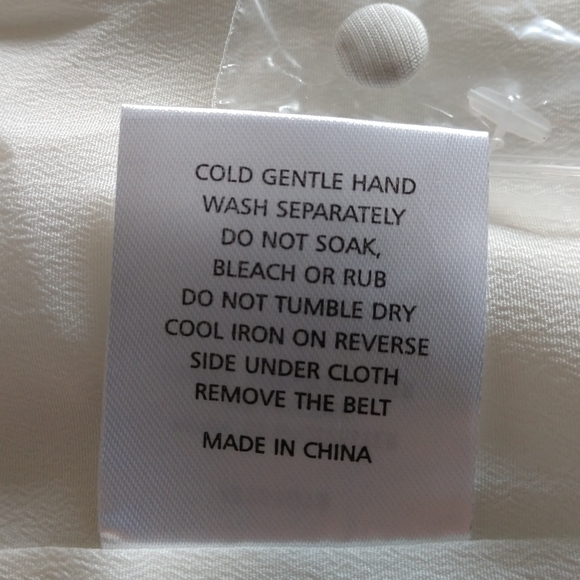 COLD GENTLE HAND
WASH SEPARATELY
DO NOT SOAK,
BLEACH OR RUB
DO NOT TUMBLE DRY
COOL IRON ON REVERSE
SIDE UNDER CLOTH
REMOVE THE BELT
MADE IN CHINA